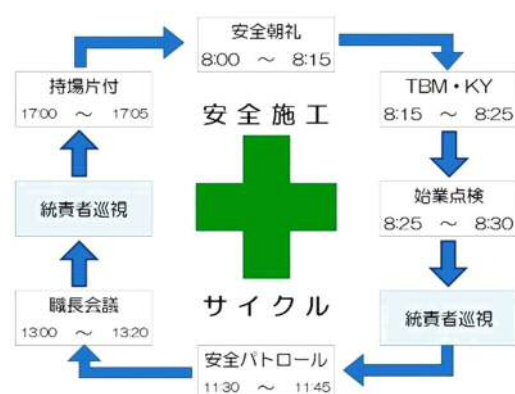 安全朝礼
8:00 ～ 8:15
TBM・KY
8:15 ～ 8:25
始業点検
8:25 ～ 8:30
統責者巡視
安全パトロール
11:30 ～ 11:45
職長会議
13:00 ～ 13:20
統責者巡視
持場片付
17:00 ～ 17:05
安全施工
サイクル